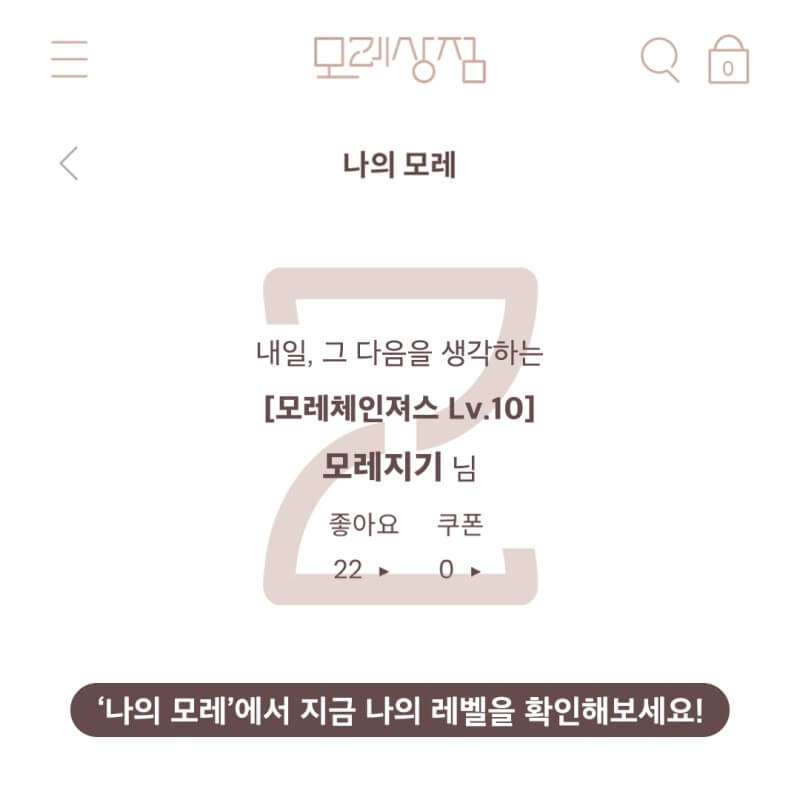 모레상점
0
나의 모레
내일, 그 다음을 생각하는
[모레체인져스 Lv.10]
모레지기 님
좋아요 쿠폰
22 ▸ 0 ▸
‘나의 모레’에서 지금 나의 레벨을 확인해보세요!